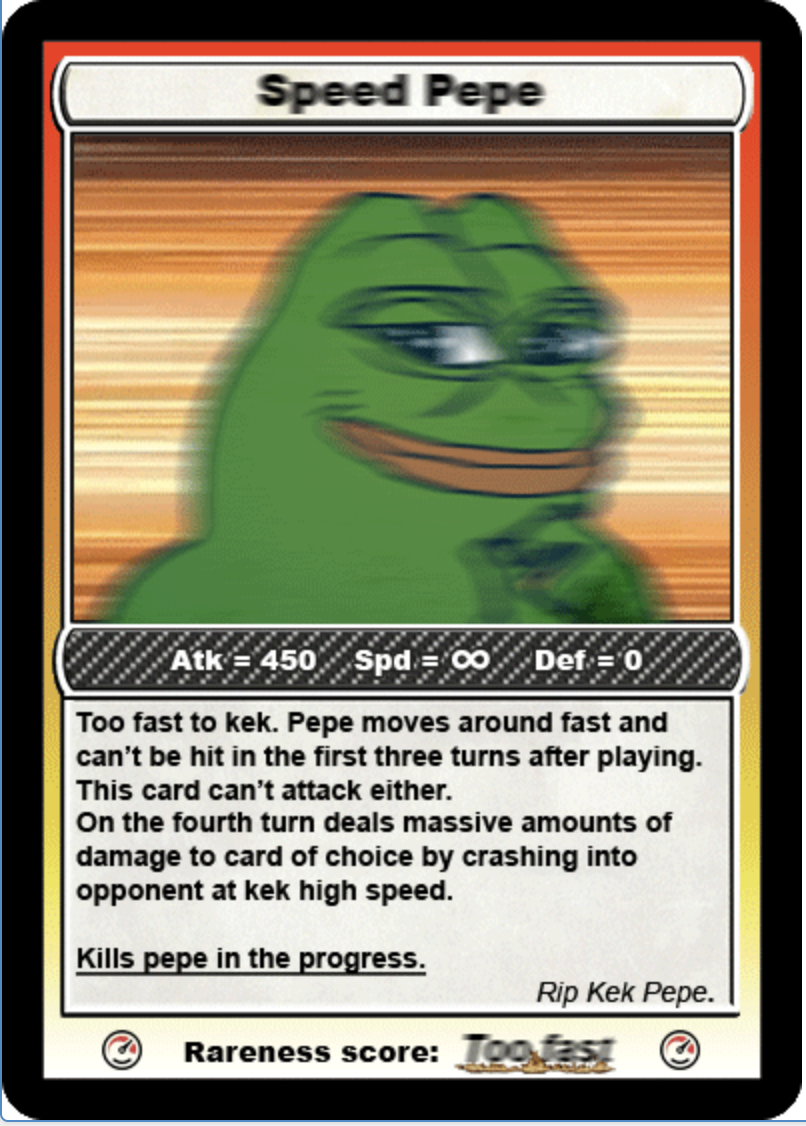 Speed Pepe
Atk = 450 Spd = ∞ Def = 0
Too fast to kek. Pepe moves around fast and
can't be hit in the first three turns after playing.
This card can't attack either.
On the fourth turn deals massive amounts of
damage to card of choice by crashing into
opponent at kek high speed.
Kills pepe in the progress.
Rip Kek Pepe.
Rareness score: Too fast